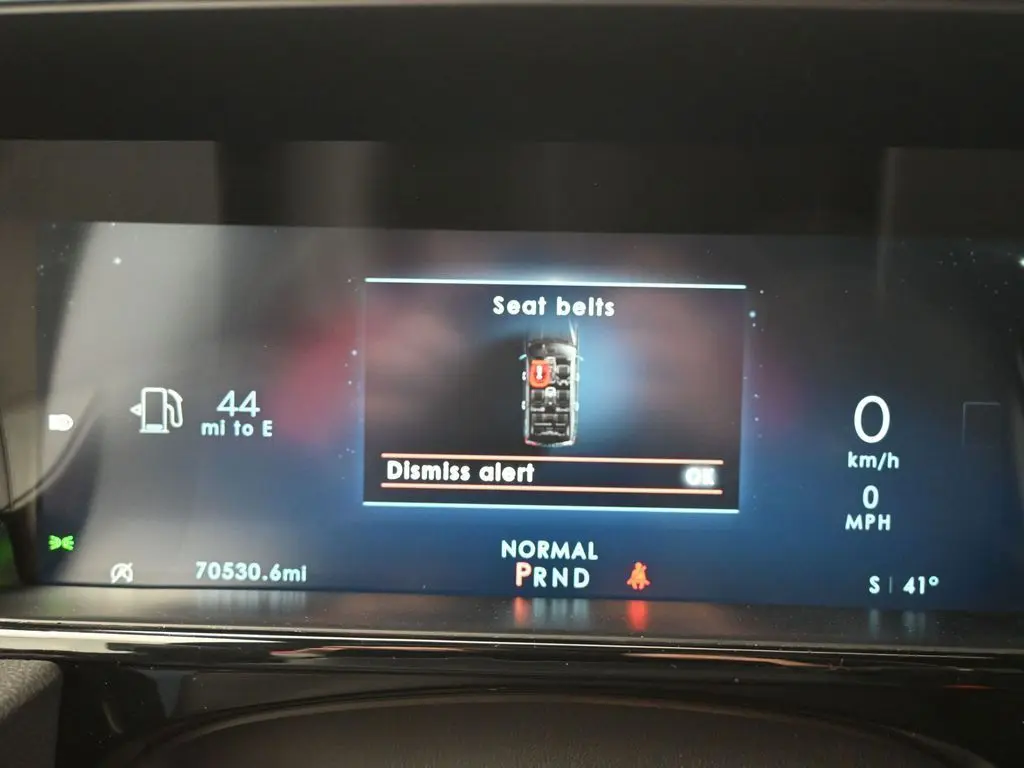 Seat belts
44
mi to E
Dismiss alert OK
0
km/h
0
MPH
NORMAL
PRND
70530.6mi
S | 41°